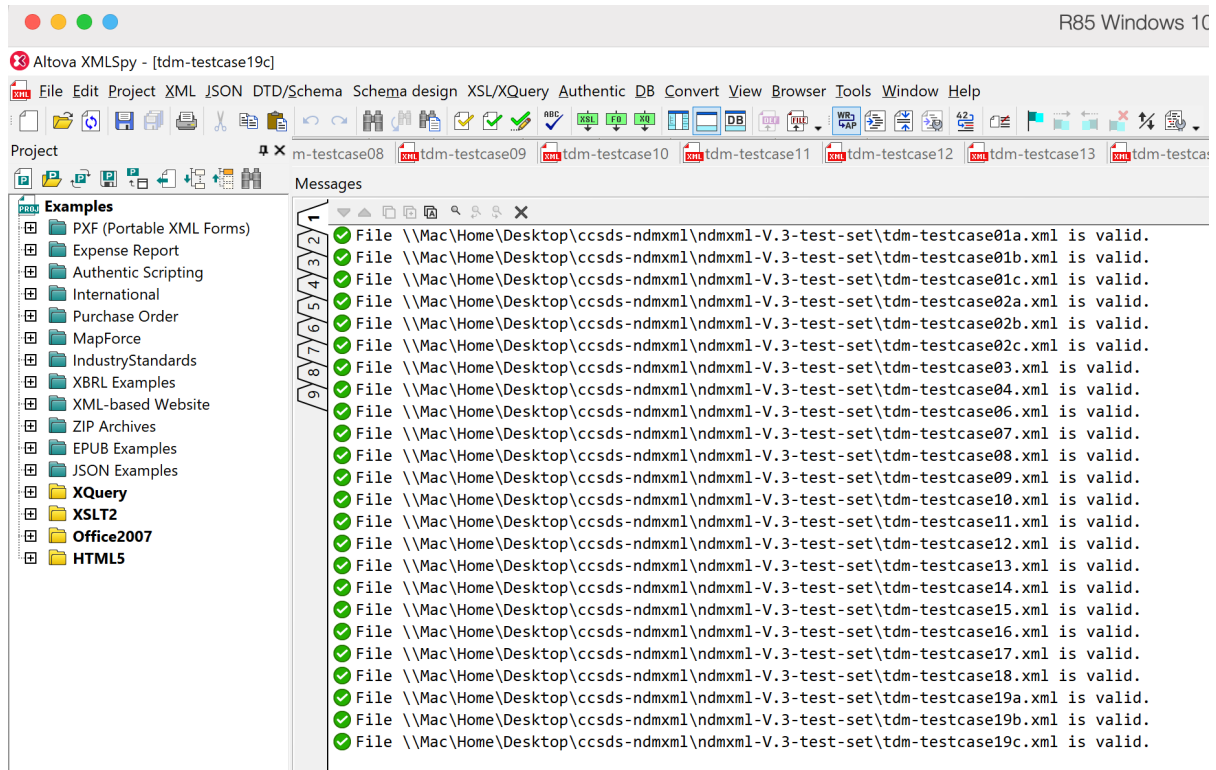 R85 Windows 10
Altova XMLSpy - [tdm-testcase19c]
File Edit Project XML JSON DTD/Schema Schema design XSL/XQuery Authentic DB Convert View Browser Tools Window Help
Project
m-testcase08 tdm-testcase09 tdm-testcase10 tdm-testcase11 tdm-testcase12 tdm-testcase13 tdm-testcas
Messages
Examples
PXF (Portable XML Forms)
Expense Report
Authentic Scripting
International
Purchase Order
MapForce
IndustryStandards
XBRL Examples
XML-based Website
ZIP Archives
EPUB Examples
JSON Examples
XQuery
XSLT2
Office2007
HTML5
1
2
3
4
5
6
7
8
9
File \\Mac\Home\Desktop\ccsds-ndmxml\ndmxml-V.3-test-set\tdm-testcase01a.xml is valid.
File \\Mac\Home\Desktop\ccsds-ndmxml\ndmxml-V.3-test-set\tdm-testcase01b.xml is valid.
File \\Mac\Home\Desktop\ccsds-ndmxml\ndmxml-V.3-test-set\tdm-testcase01c.xml is valid.
File \\Mac\Home\Desktop\ccsds-ndmxml\ndmxml-V.3-test-set\tdm-testcase02a.xml is valid.
File \\Mac\Home\Desktop\ccsds-ndmxml\ndmxml-V.3-test-set\tdm-testcase02b.xml is valid.
File \\Mac\Home\Desktop\ccsds-ndmxml\ndmxml-V.3-test-set\tdm-testcase02c.xml is valid.
File \\Mac\Home\Desktop\ccsds-ndmxml\ndmxml-V.3-test-set\tdm-testcase03.xml is valid.
File \\Mac\Home\Desktop\ccsds-ndmxml\ndmxml-V.3-test-set\tdm-testcase04.xml is valid.
File \\Mac\Home\Desktop\ccsds-ndmxml\ndmxml-V.3-test-set\tdm-testcase06.xml is valid.
File \\Mac\Home\Desktop\ccsds-ndmxml\ndmxml-V.3-test-set\tdm-testcase07.xml is valid.
File \\Mac\Home\Desktop\ccsds-ndmxml\ndmxml-V.3-test-set\tdm-testcase08.xml is valid.
File \\Mac\Home\Desktop\ccsds-ndmxml\ndmxml-V.3-test-set\tdm-testcase09.xml is valid.
File \\Mac\Home\Desktop\ccsds-ndmxml\ndmxml-V.3-test-set\tdm-testcase10.xml is valid.
File \\Mac\Home\Desktop\ccsds-ndmxml\ndmxml-V.3-test-set\tdm-testcase11.xml is valid.
File \\Mac\Home\Desktop\ccsds-ndmxml\ndmxml-V.3-test-set\tdm-testcase12.xml is valid.
File \\Mac\Home\Desktop\ccsds-ndmxml\ndmxml-V.3-test-set\tdm-testcase13.xml is valid.
File \\Mac\Home\Desktop\ccsds-ndmxml\ndmxml-V.3-test-set\tdm-testcase14.xml is valid.
File \\Mac\Home\Desktop\ccsds-ndmxml\ndmxml-V.3-test-set\tdm-testcase15.xml is valid.
File \\Mac\Home\Desktop\ccsds-ndmxml\ndmxml-V.3-test-set\tdm-testcase16.xml is valid.
File \\Mac\Home\Desktop\ccsds-ndmxml\ndmxml-V.3-test-set\tdm-testcase17.xml is valid.
File \\Mac\Home\Desktop\ccsds-ndmxml\ndmxml-V.3-test-set\tdm-testcase18.xml is valid.
File \\Mac\Home\Desktop\ccsds-ndmxml\ndmxml-V.3-test-set\tdm-testcase19a.xml is valid.
File \\Mac\Home\Desktop\ccsds-ndmxml\ndmxml-V.3-test-set\tdm-testcase19b.xml is valid.
File \\Mac\Home\Desktop\ccsds-ndmxml\ndmxml-V.3-test-set\tdm-testcase19c.xml is valid.